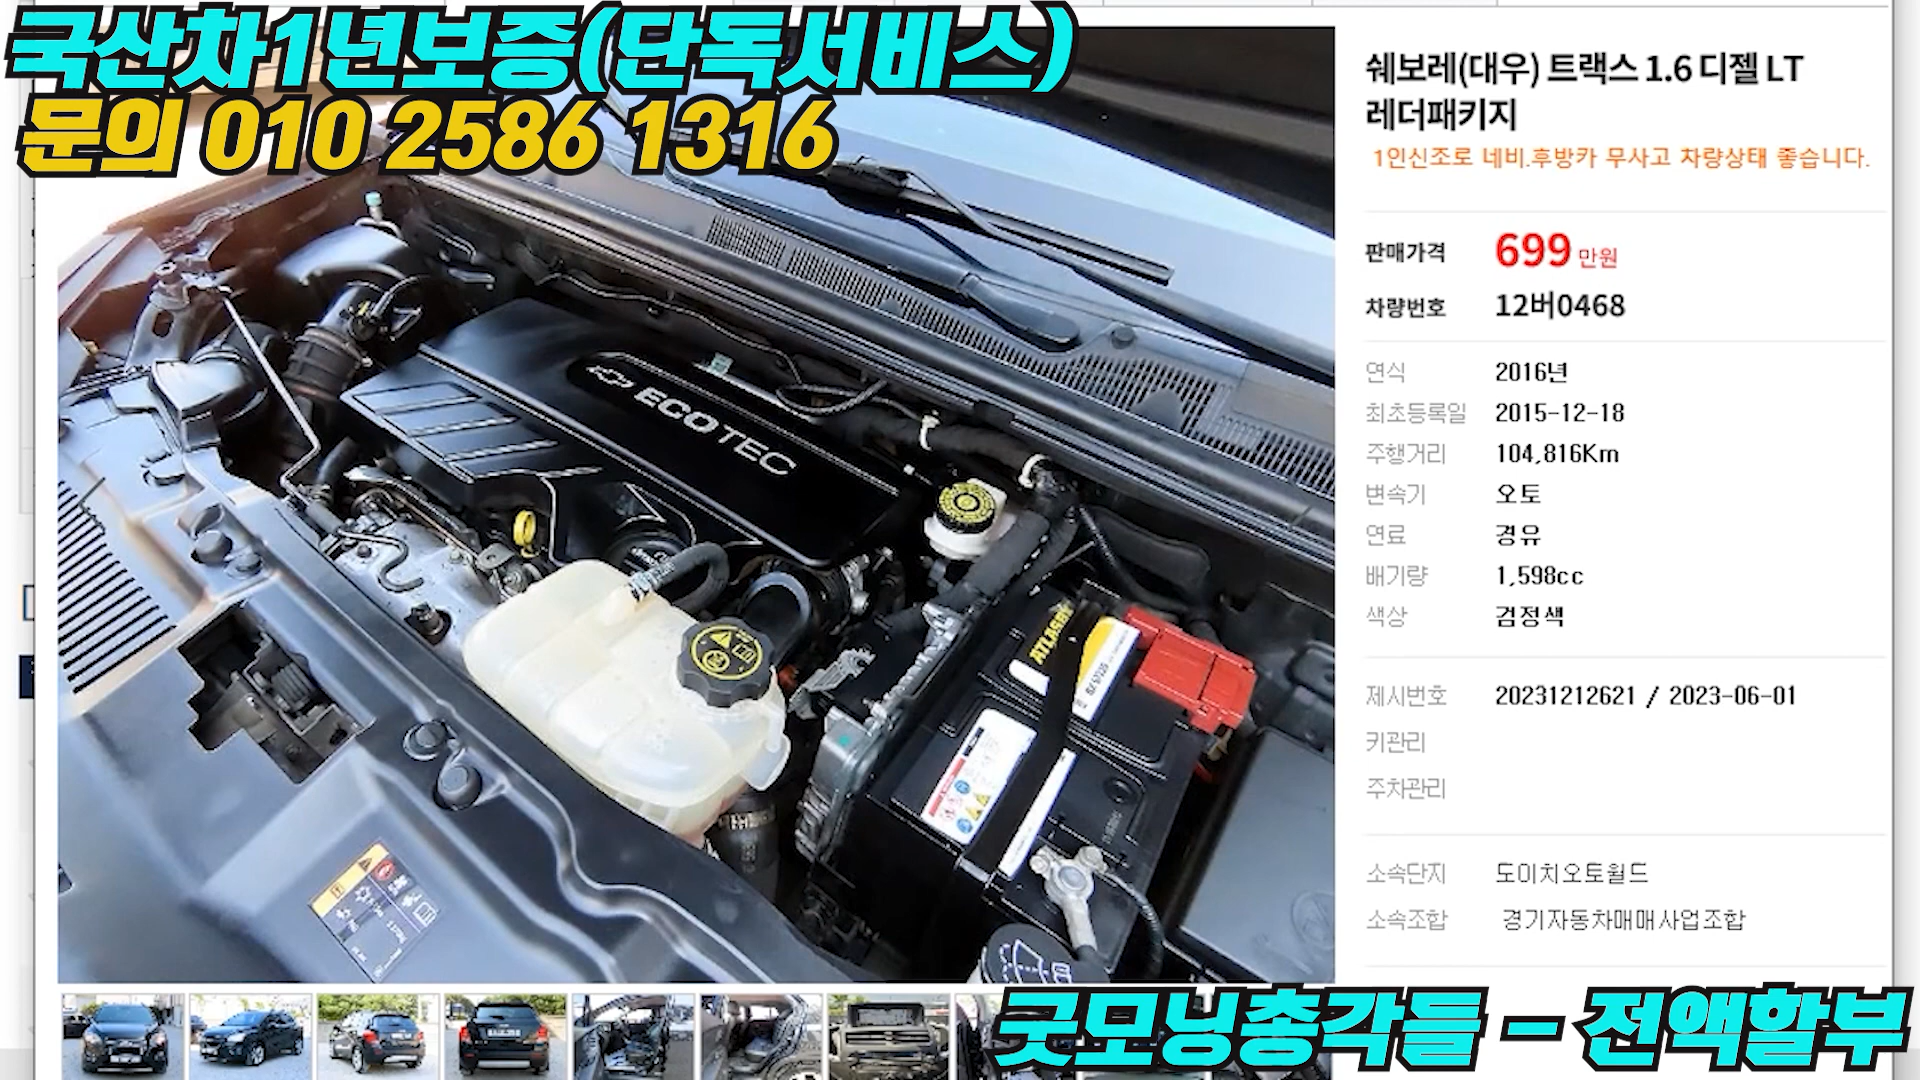 국산차1년보증(단독서비스)
문의 010 2586 1316
쉐보레(대우) 트랙스 1.6 디젤 LT
레더패키지
1인신조로 네비.후방카 무사고 차량상태 좋습니다.
판매가격 699 만원
차량번호 12버0468
연식 2016년
최초등록일 2015-12-18
주행거리 104,816Km
변속기 오토
연료 경유
배기량 1,598cc
색상 검정색
제시번호 20231212621 / 2023-06-01
키관리
주차관리
소속단지 도이치오토월드
소속조합 경기자동차매매사업조합
ECOTEC
ATLASBX
굿모닝총각들 - 전액할부